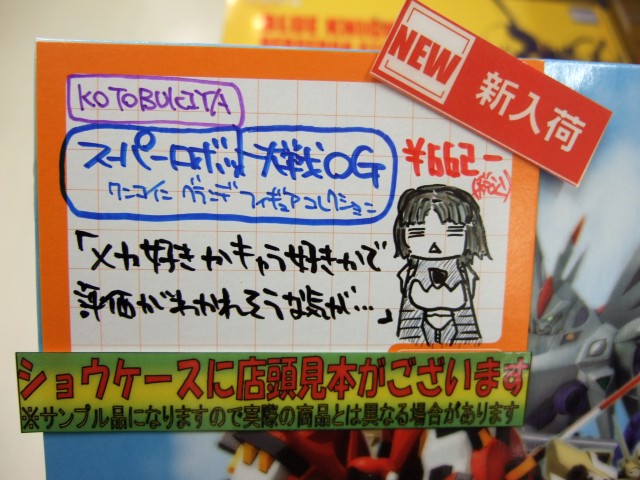 BLUE KNIGHT
NEW
新入荷
KOTOBUKIYA
スーパーロボット大戦OG
ワンコイン グランデ フィギュアコレクション
¥662-
税込
「メカ好きかキャラ好きかで
評価がわかれそうな気が…」
ショウケースに店頭見本がございます
※サンプル品になりますので実際の商品とは異なる場合があります